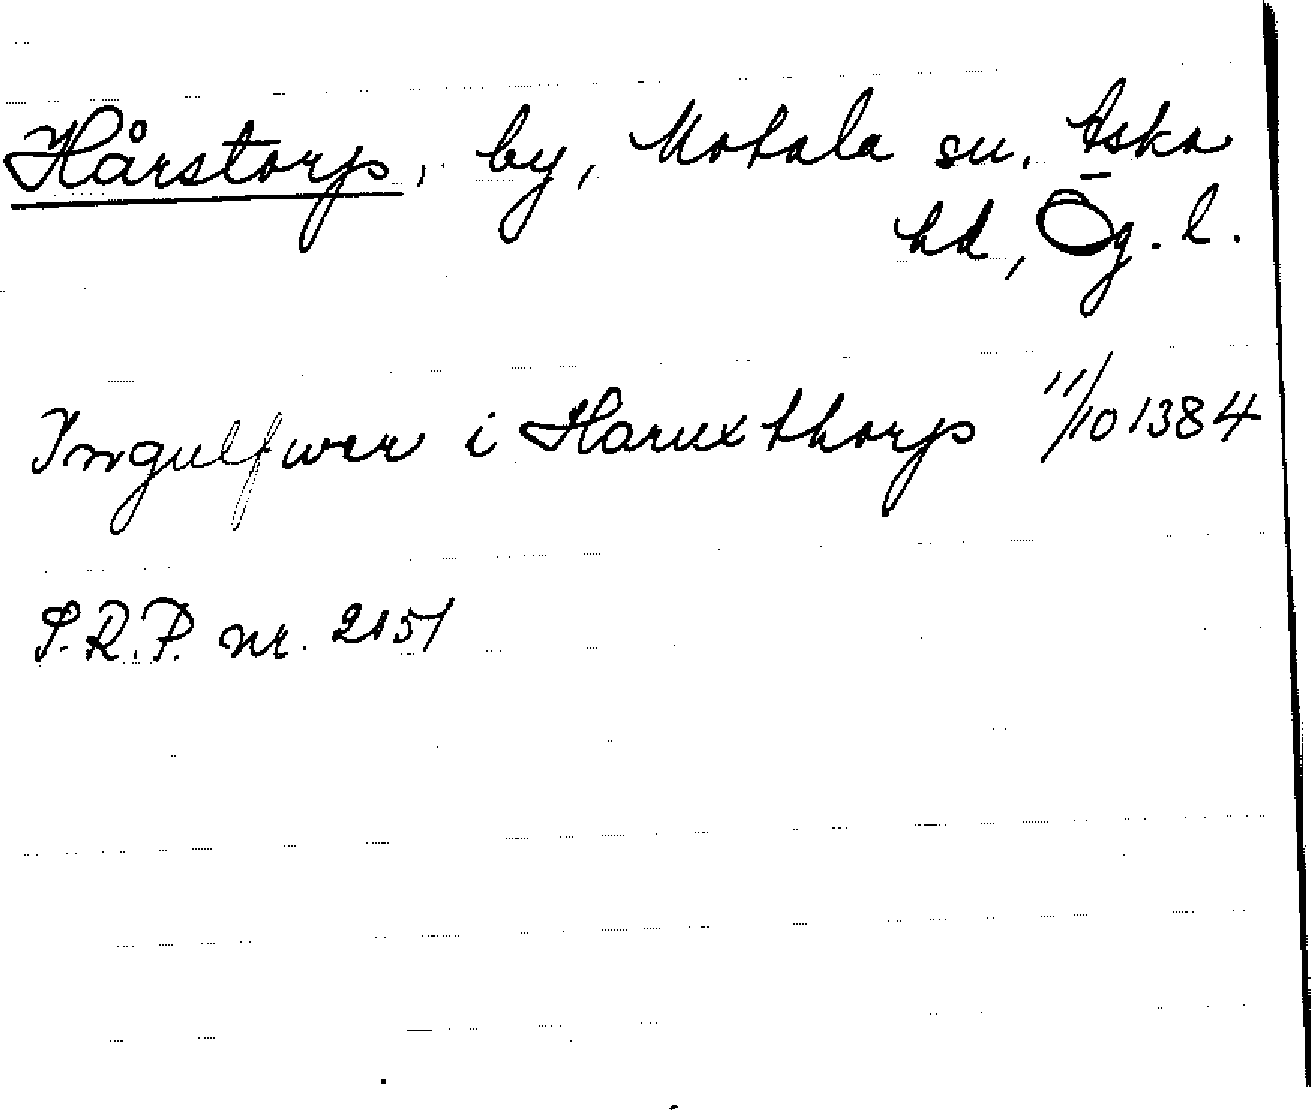 Hårstorp, by, Motala sn. Aska
hd, Ög. l.
Ingulfwer i Haruxthorp 11/10 1384
S.R.P. nr. 2151